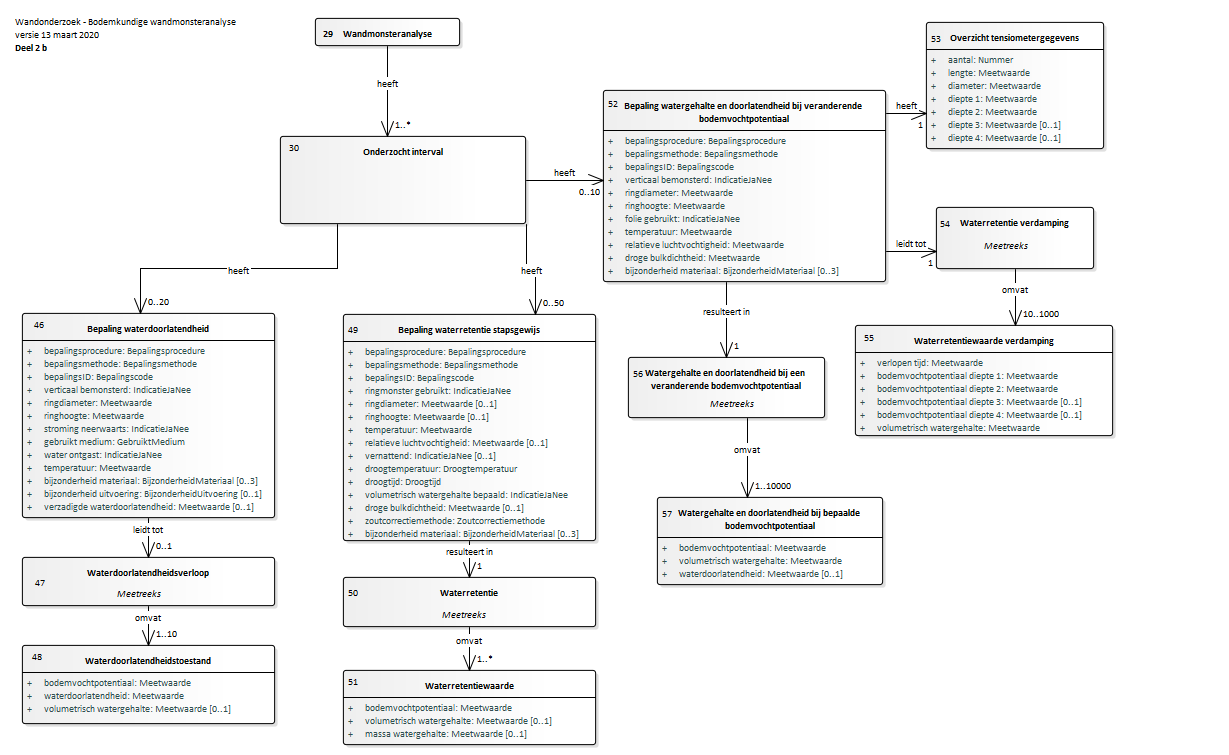 Wandonderzoek - Bodemkundige wandmonsteranalyse
versie 13 maart 2020
Deel 2 b
29 Wandmonsteranalyse
heeft
1..*
30 Onderzocht interval
heeft
0..10
heeft
0..20
heeft
0..50
52 Bepaling watergehalte en doorlatendheid bij veranderende
bodemvochtpotentiaal
+ bepalingsprocedure: Bepalingsprocedure
+ bepalingsmethode: Bepalingsmethode
+ bepalingsID: Bepalingscode
+ verticaal bemonsterd: IndicatieJaNee
+ ringdiameter: Meetwaarde
+ ringhoogte: Meetwaarde
+ folie gebruikt: IndicatieJaNee
+ temperatuur: Meetwaarde
+ relatieve luchtvochtigheid: Meetwaarde
+ droge bulkdichtheid: Meetwaarde
+ bijzonderheid materiaal: BijzonderheidMateriaal [0..3]
heeft
1
53 Overzicht tensiometergegevens
+ aantal: Nummer
+ lengte: Meetwaarde
+ diameter: Meetwaarde
+ diepte 1: Meetwaarde
+ diepte 2: Meetwaarde
+ diepte 3: Meetwaarde [0..1]
+ diepte 4: Meetwaarde [0..1]
leidt tot
1
54 Waterretentie verdamping
Meetreeks
omvat
10..1000
55 Waterretentiewaarde verdamping
+ verlopen tijd: Meetwaarde
+ bodemvochtpotentiaal diepte 1: Meetwaarde
+ bodemvochtpotentiaal diepte 2: Meetwaarde
+ bodemvochtpotentiaal diepte 3: Meetwaarde [0..1]
+ bodemvochtpotentiaal diepte 4: Meetwaarde [0..1]
+ volumetrisch watergehalte: Meetwaarde
resulteert in
1
56 Watergehalte en doorlatendheid bij een
veranderende bodemvochtpotentiaal
Meetreeks
omvat
1..10000
57 Watergehalte en doorlatendheid bij bepaalde
bodemvochtpotentiaal
+ bodemvochtpotentiaal: Meetwaarde
+ volumetrisch watergehalte: Meetwaarde
+ waterdoorlatendheid: Meetwaarde [0..1]
46 Bepaling waterdoorlatendheid
+ bepalingsprocedure: Bepalingsprocedure
+ bepalingsmethode: Bepalingsmethode
+ bepalingsID: Bepalingscode
+ verticaal bemonsterd: IndicatieJaNee
+ ringdiameter: Meetwaarde
+ ringhoogte: Meetwaarde
+ stroming neerwaarts: IndicatieJaNee
+ gebruikt medium: GebruiktMedium
+ water ontgast: IndicatieJaNee
+ temperatuur: Meetwaarde
+ bijzonderheid materiaal: BijzonderheidMateriaal [0..3]
+ bijzonderheid uitvoering: BijzonderheidUitvoering [0..1]
+ verzadigde waterdoorlatendheid: Meetwaarde [0..1]
leidt tot
0..1
47 Waterdoorlatendheidsverloop
Meetreeks
omvat
1..10
48 Waterdoorlatendheidstoestand
+ bodemvochtpotentiaal: Meetwaarde
+ waterdoorlatendheid: Meetwaarde
+ volumetrisch watergehalte: Meetwaarde [0..1]
49 Bepaling waterretentie stapsgewijs
+ bepalingsprocedure: Bepalingsprocedure
+ bepalingsmethode: Bepalingsmethode
+ bepalingsID: Bepalingscode
+ ringmonster gebruikt: IndicatieJaNee
+ ringdiameter: Meetwaarde [0..1]
+ ringhoogte: Meetwaarde [0..1]
+ temperatuur: Meetwaarde
+ relatieve luchtvochtigheid: Meetwaarde [0..1]
+ vernattend: IndicatieJaNee [0..1]
+ droogtemperatuur: Droogtemperatuur
+ droogtijd: Droogtijd
+ volumetrisch watergehalte bepaald: IndicatieJaNee
+ droge bulkdichtheid: Meetwaarde [0..1]
+ zoutcorrectiemethode: Zoutcorrectiemethode
+ bijzonderheid materiaal: BijzonderheidMateriaal [0..3]
resulteert in
1
50 Waterretentie
Meetreeks
omvat
1..*
51 Waterretentiewaarde
+ bodemvochtpotentiaal: Meetwaarde
+ volumetrisch watergehalte: Meetwaarde [0..1]
+ massa watergehalte: Meetwaarde [0..1]